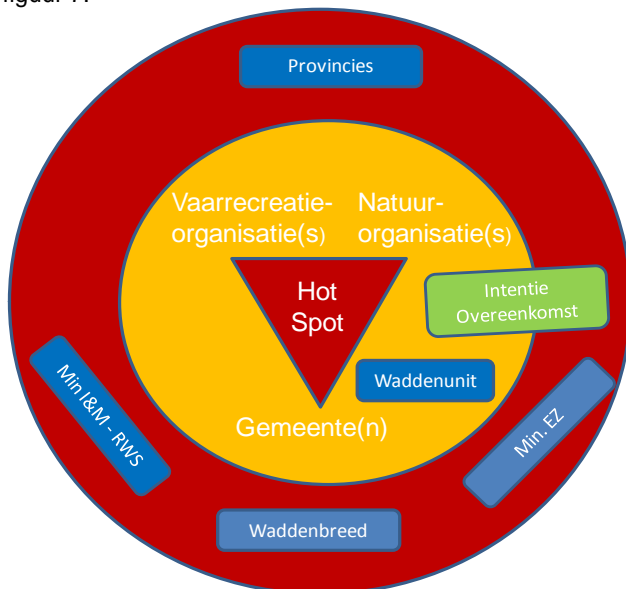 Provincies
Vaarrecreatie-
organisatie(s)
Natuur-
organisatie(s)
Hot
Spot
Intentie
Overeenkomst
Waddenunit
Min I&M - RWS
Gemeente(n)
Min. EZ
Waddenbreed